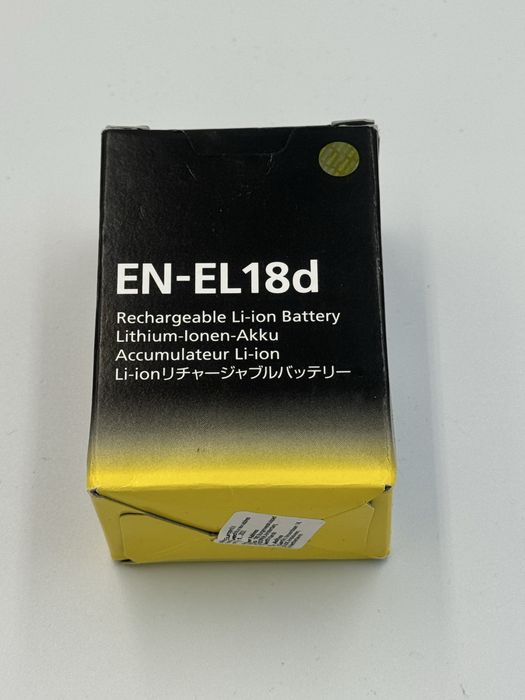 EN-EL18d
Rechargeable Li-ion Battery
Lithium-Ionen-Akku
Accumulateur Li-ion
Li-ionリチャージャブルバッテリー